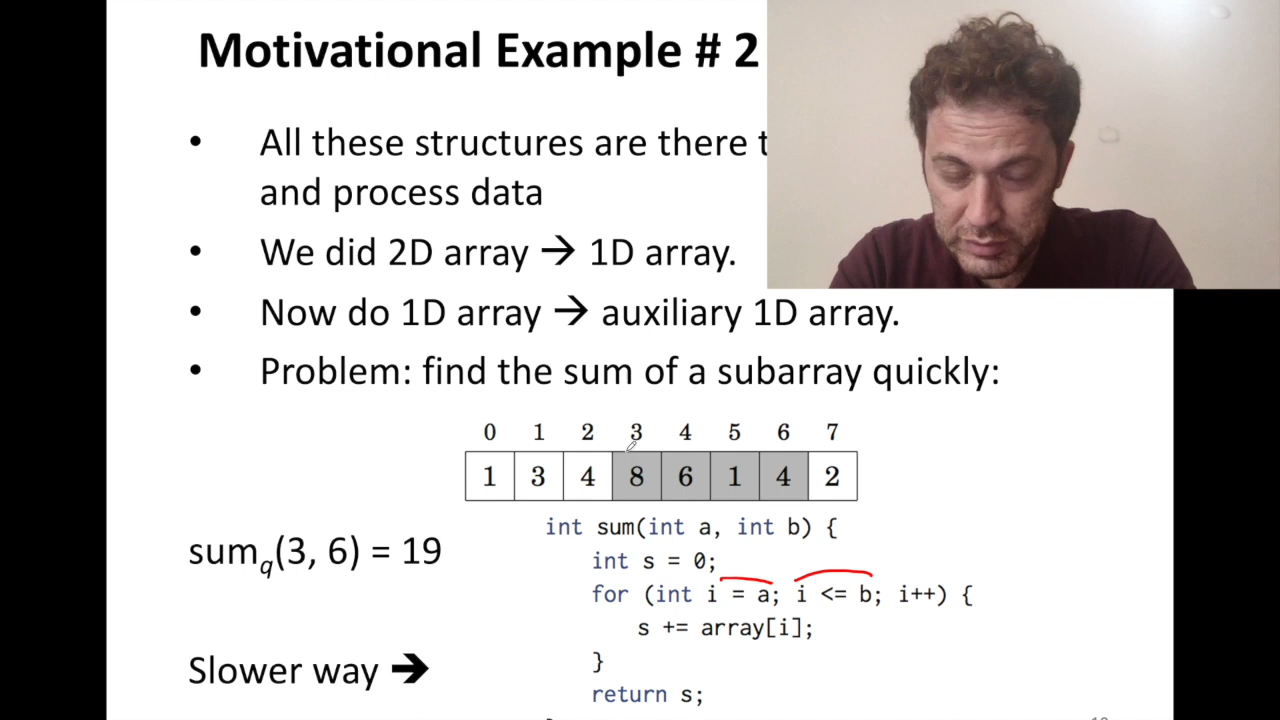 Motivational Example # 2
• All these structures are there t
and process data
• We did 2D array → 1D array.
• Now do 1D array → auxiliary 1D array.
• Problem: find the sum of a subarray quickly:
0 1 2 3 4 5 6 7
1 3 4 8 6 1 4 2
int sum(int a, int b) {
sumq(3, 6) = 19
int s = 0;
for (int i = a; i <= b; i++) {
s += array[i];
Slower way ➔
}
return s;